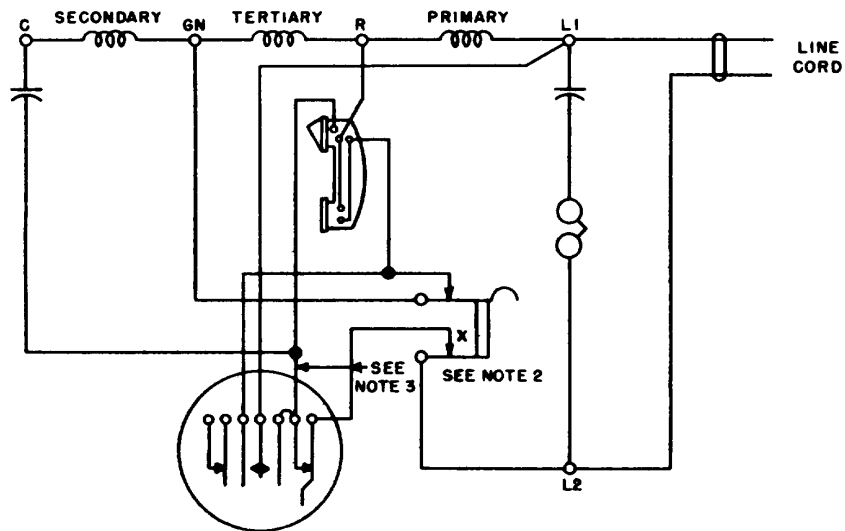 C SECONDARY GN TERTIARY R PRIMARY L1
LINE
CORD
X
SEE
NOTE 3
SEE NOTE 2
L2